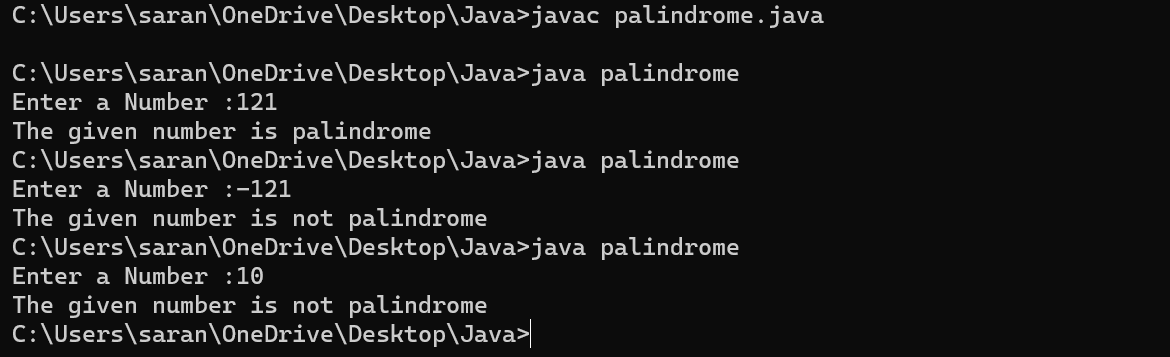 C:\Users\saran\OneDrive\Desktop\Java>javac palindrome.java
C:\Users\saran\OneDrive\Desktop\Java>java palindrome
Enter a Number :121
The given number is palindrome
C:\Users\saran\OneDrive\Desktop\Java>java palindrome
Enter a Number :-121
The given number is not palindrome
C:\Users\saran\OneDrive\Desktop\Java>java palindrome
Enter a Number :10
The given number is not palindrome
C:\Users\saran\OneDrive\Desktop\Java>